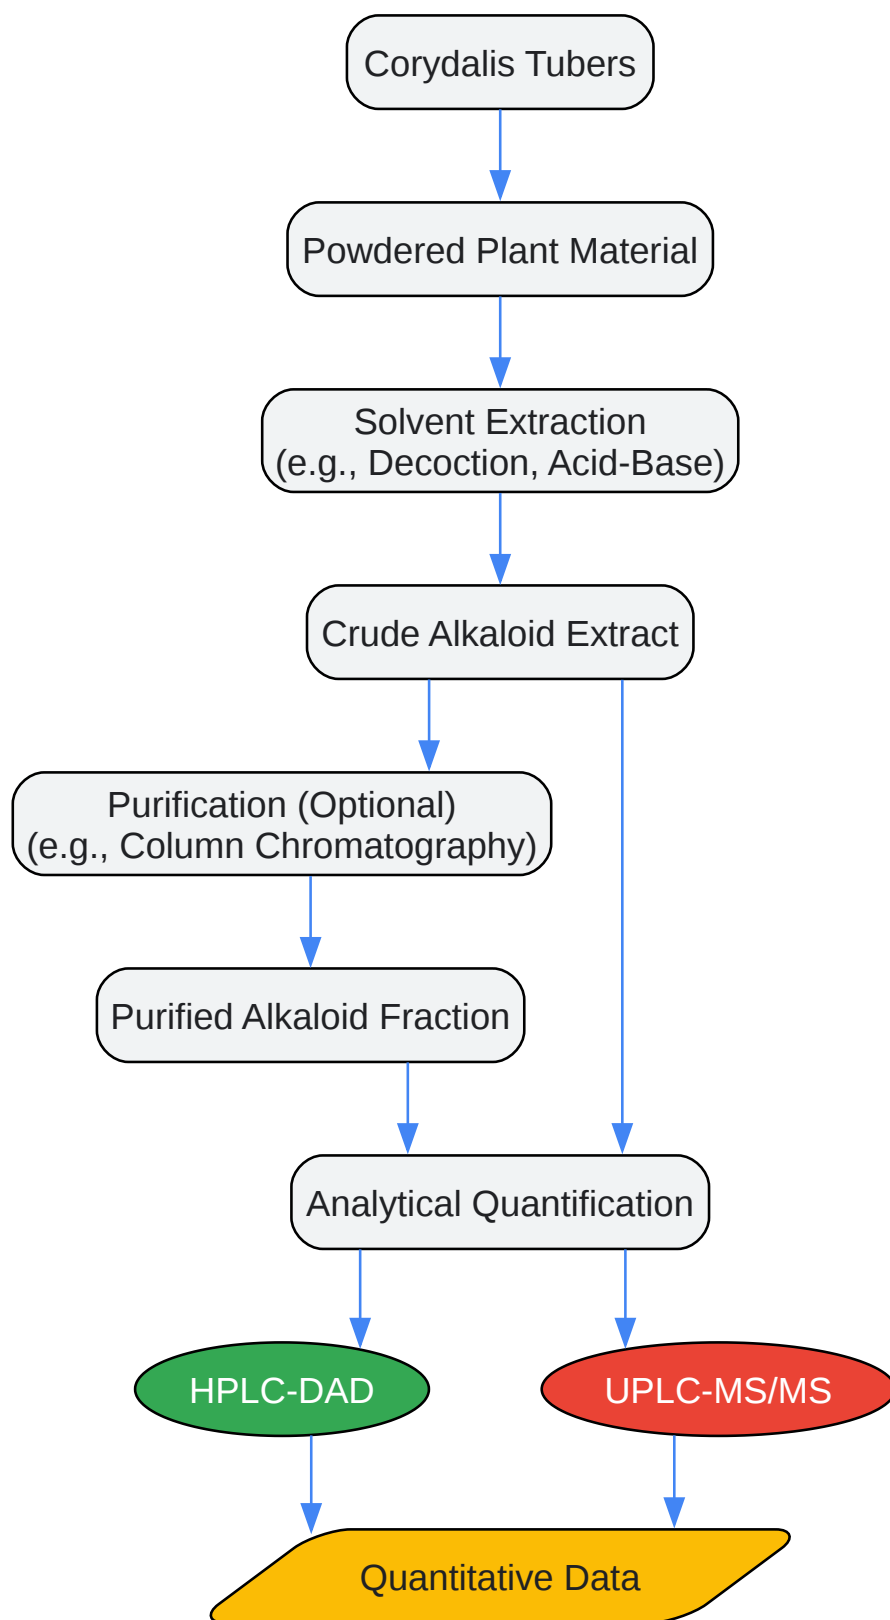 Corydalis Tubers
Powdered Plant Material
Solvent Extraction
(e.g., Decoction, Acid-Base)
Crude Alkaloid Extract
Purification (Optional)
(e.g., Column Chromatography)
Purified Alkaloid Fraction
Analytical Quantification
HPLC-DAD
UPLC-MS/MS
Quantitative Data